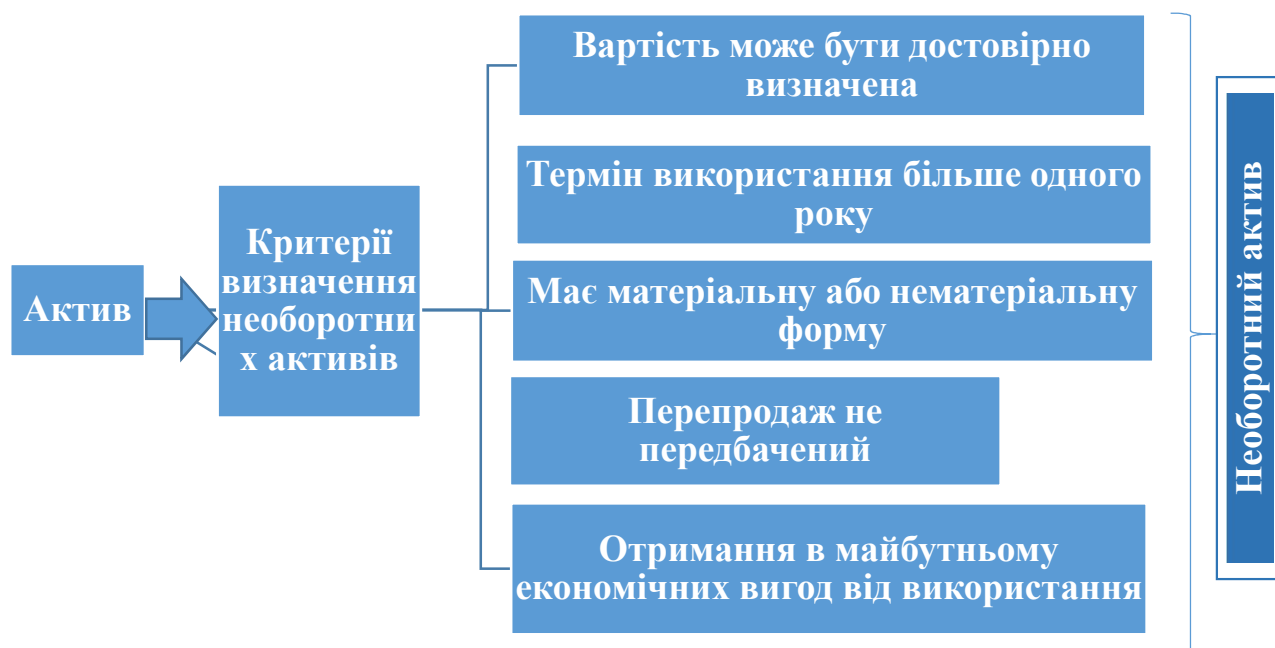 Актив
Критерії
визначення
необоротни
х активів
Вартість може бути достовірно
визначена
Термін використання більше одного
року
Має матеріальну або нематеріальну
форму
Перепродаж не
передбачений
Отримання в майбутньому
економічних вигод від використання
Необоротний актив